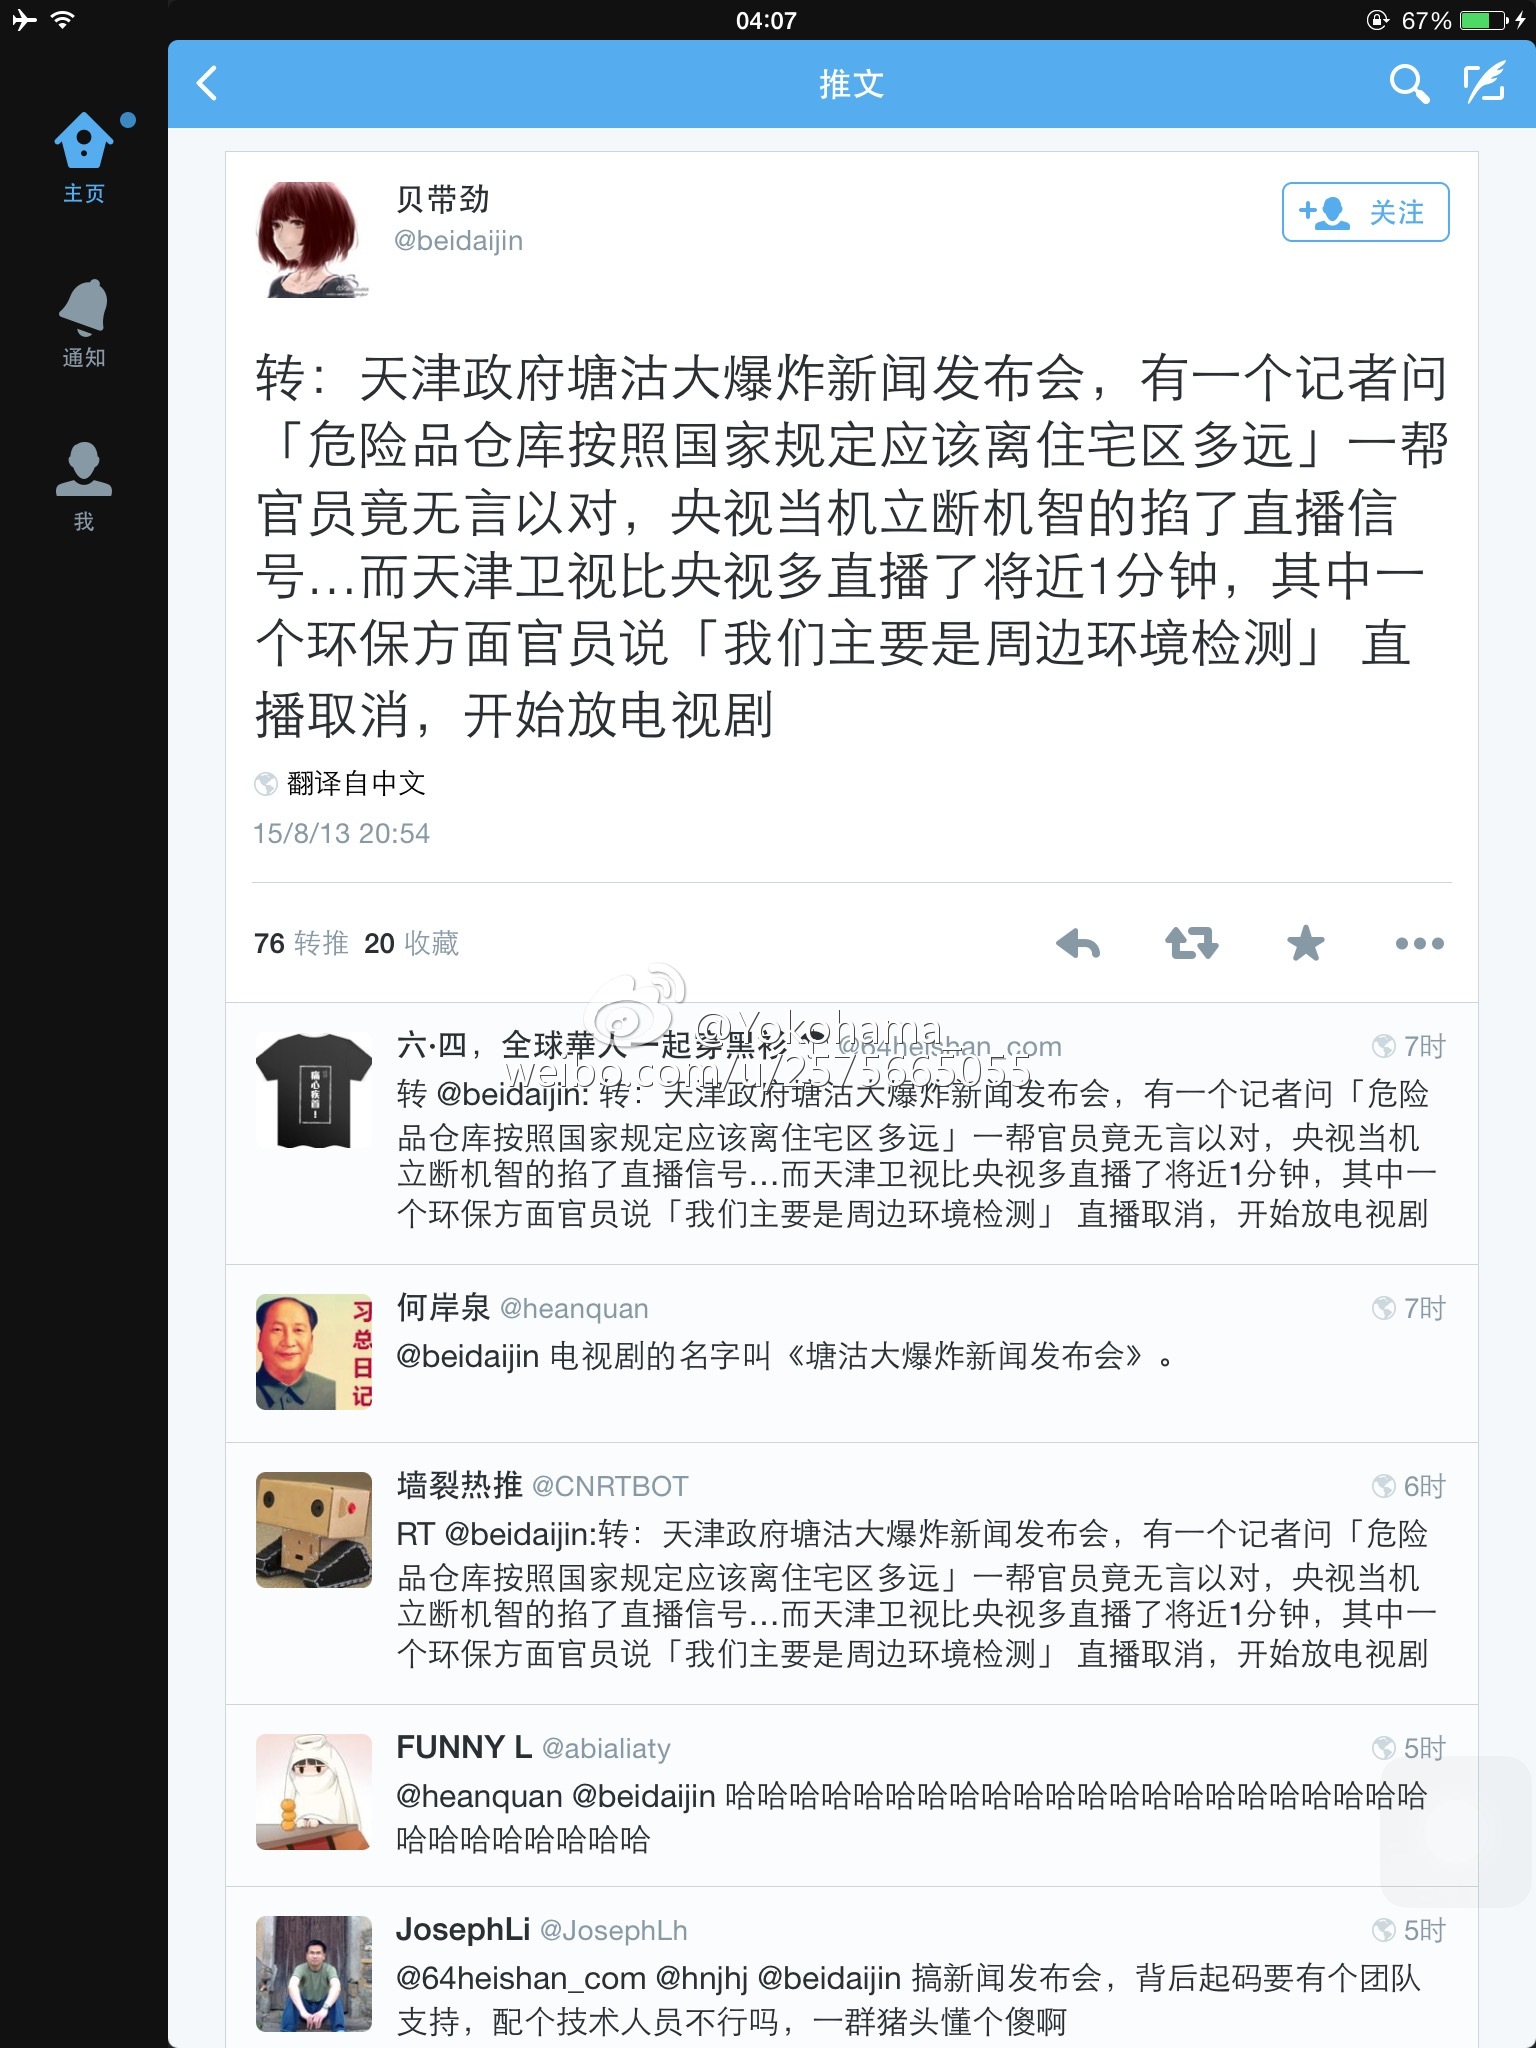 04:07
67%
推文
主页
通知
我
贝带劲
@beidaijin
关注
转：天津政府塘沽大爆炸新闻发布会，有一个记者问
「危险品仓库按照国家规定应该离住宅区多远」一帮
官员竟无言以对，央视当机立断机智的掐了直播信
号...而天津卫视比央视多直播了将近1分钟，其中一
个环保方面官员说「我们主要是周边环境检测」 直
播取消，开始放电视剧
翻译自中文
15/8/13 20:54
76 转推 20 收藏
@Yokohama
weibo.com/u/2575665055
六·四，全球華人一起穿黑衫 @64heishan_com 7时
转 @beidaijin: 转：天津政府塘沽大爆炸新闻发布会，有一个记者问「危险
品仓库按照国家规定应该离住宅区多远」一帮官员竟无言以对，央视当机
立断机智的掐了直播信号...而天津卫视比央视多直播了将近1分钟，其中一
个环保方面官员说「我们主要是周边环境检测」 直播取消，开始放电视剧
痛心疾首！
何岸泉 @heanquan 7时
@beidaijin 电视剧的名字叫《塘沽大爆炸新闻发布会》。
习总日记
墙裂热推 @CNRTBOT 6时
RT @beidaijin:转：天津政府塘沽大爆炸新闻发布会，有一个记者问「危险
品仓库按照国家规定应该离住宅区多远」一帮官员竟无言以对，央视当机
立断机智的掐了直播信号...而天津卫视比央视多直播了将近1分钟，其中一
个环保方面官员说「我们主要是周边环境检测」 直播取消，开始放电视剧
FUNNY L @abialiaty 5时
@heanquan @beidaijin 哈哈哈哈哈哈哈哈哈哈哈哈哈哈哈哈哈哈哈哈哈哈
哈哈哈哈哈哈哈哈
JosephLi @JosephLh 5时
@64heishan_com @hnjhj @beidaijin 搞新闻发布会，背后起码要有个团队
支持，配个技术人员不行吗，一群猪头懂个傻啊